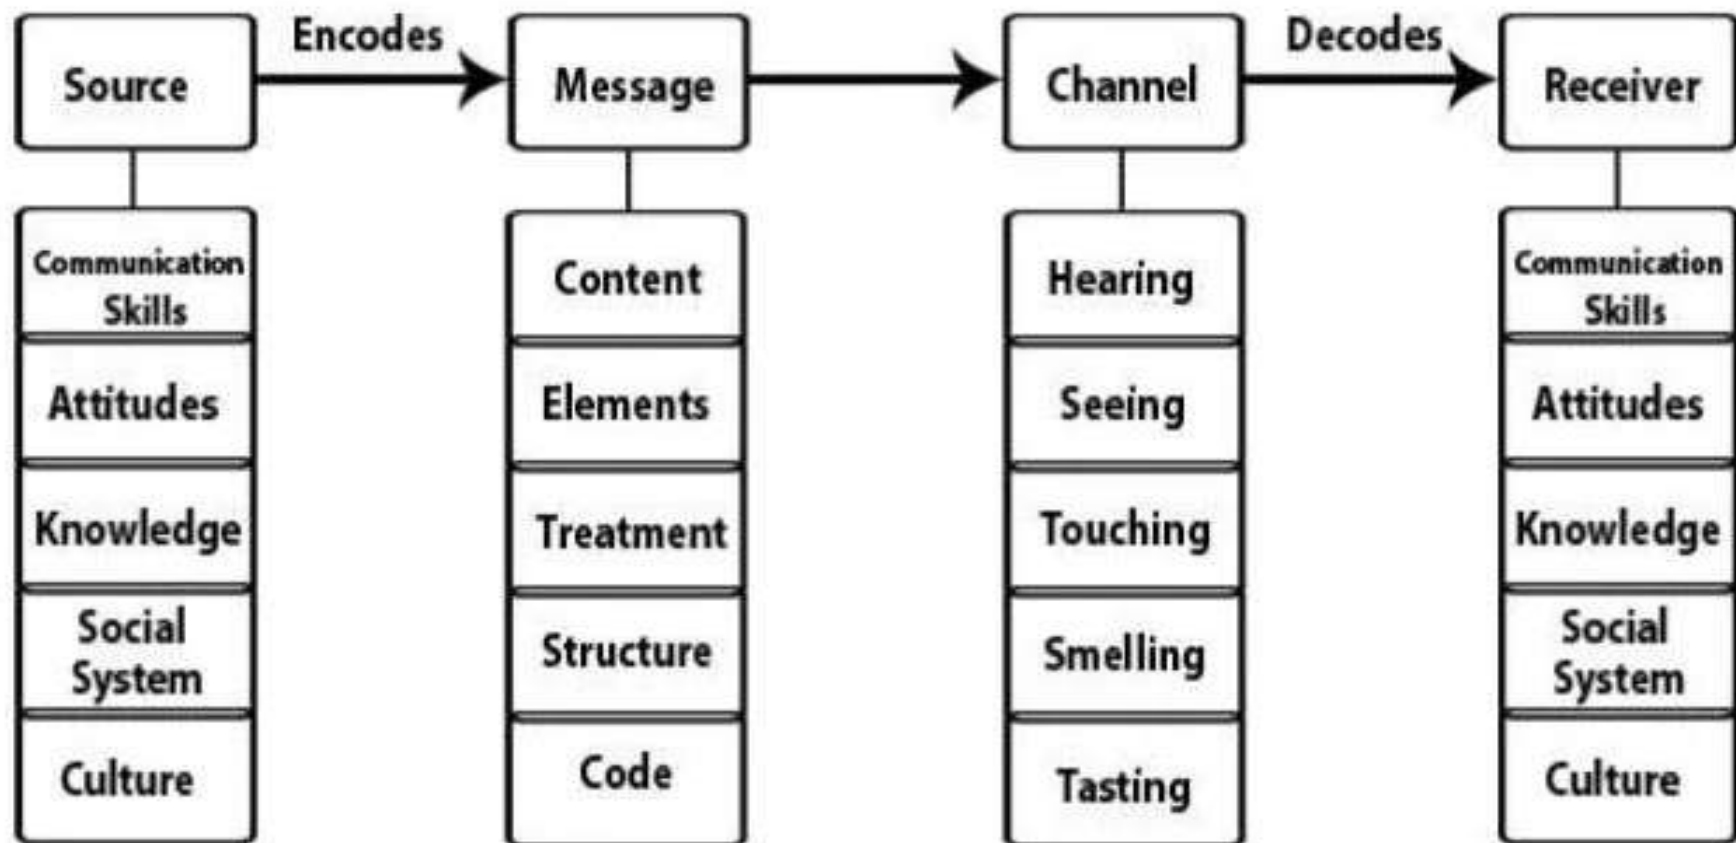 Encodes
Decodes
Source
Message
Channel
Receiver
Communication
Skills
Attitudes
Knowledge
Social
System
Culture
Content
Elements
Treatment
Structure
Code
Hearing
Seeing
Touching
Smelling
Tasting
Communication
Skills
Attitudes
Knowledge
Social
System
Culture